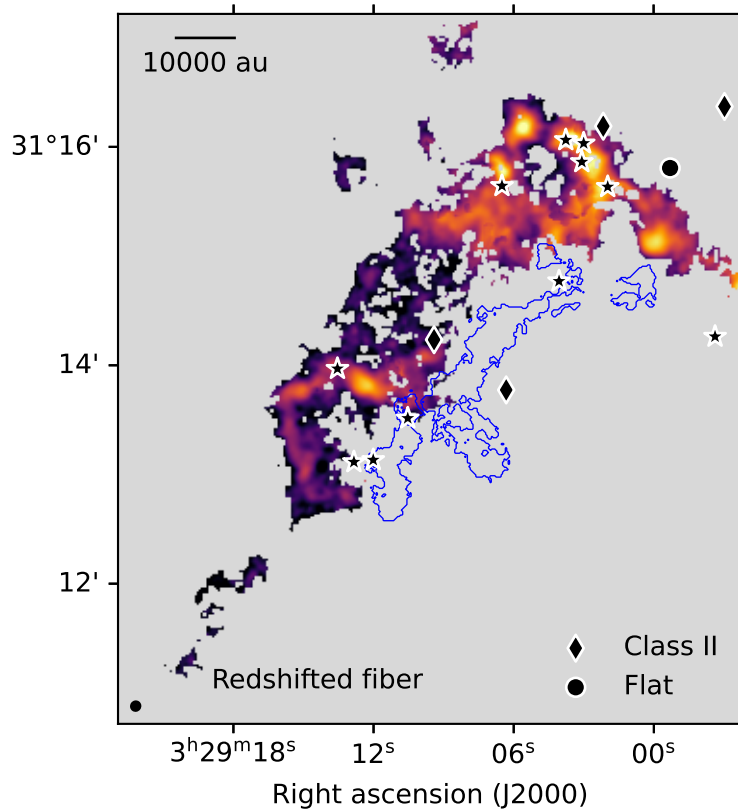 10000 au
31°16'
14'
12'
Class II
Flat
Redshifted fiber
3ʰ29ᵐ18ˢ 12ˢ 06ˢ 00ˢ
Right ascension (J2000)